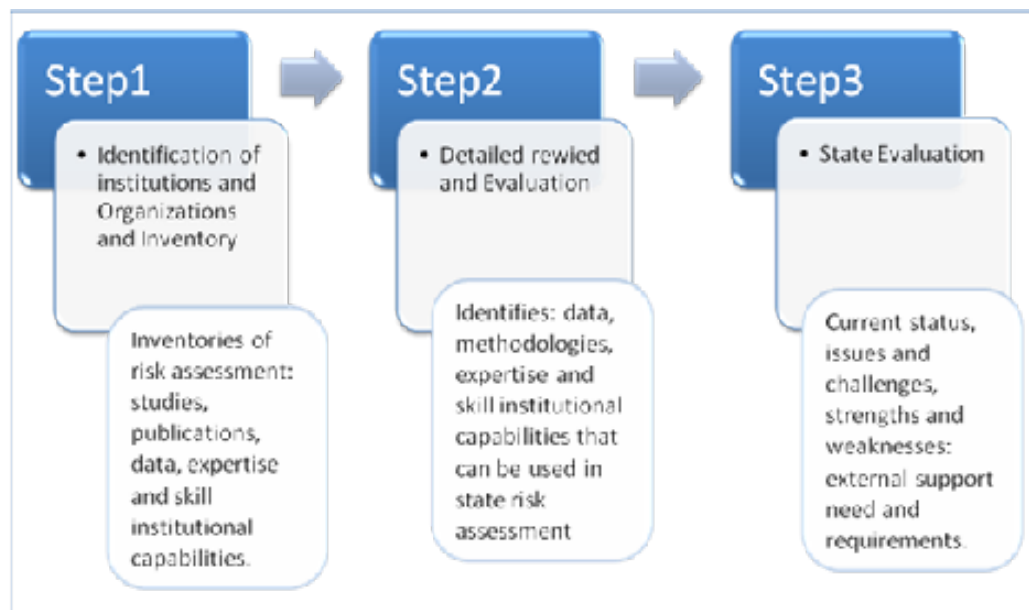 Step1
• Identification of
institutions and
Organizations
and Inventory
Inventories of
risk assessment:
studies,
publications,
data, expertise
and skill
institutional
capabilities.
Step2
• Detailed rewied
and Evaluation
Identifies: data,
methodologies,
expertise and
skill institutional
capabilities that
can be used in
state risk
assessment
Step3
• State Evaluation
Current status,
issues and
challenges,
strengths and
weaknesses:
external support
need and
requirements.